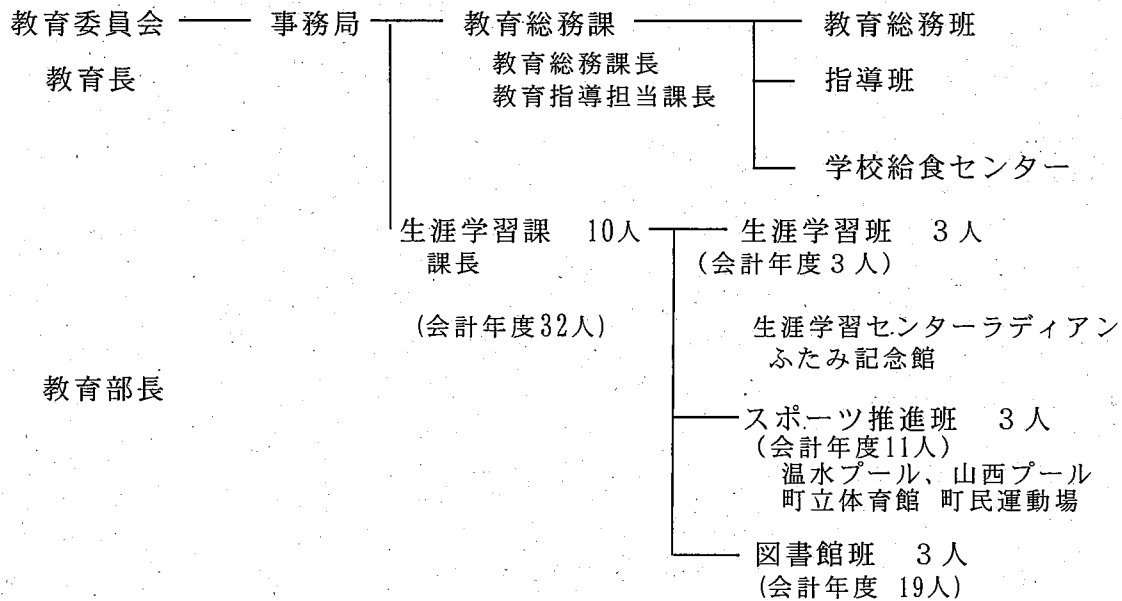 教育委員会 事務局 教育総務課 教育総務班
教育長 教育総務課長 指導班
教育指導担当課長
学校給食センター
生涯学習課 10人 生涯学習班 3人
課長 (会計年度3人)
(会計年度32人) 生涯学習センターラディアン
ふたみ記念館
教育部長
スポーツ推進班 3人
(会計年度11人)
温水プール、山西プール
町立体育館 町民運動場
図書館班 3人
(会計年度 19人)